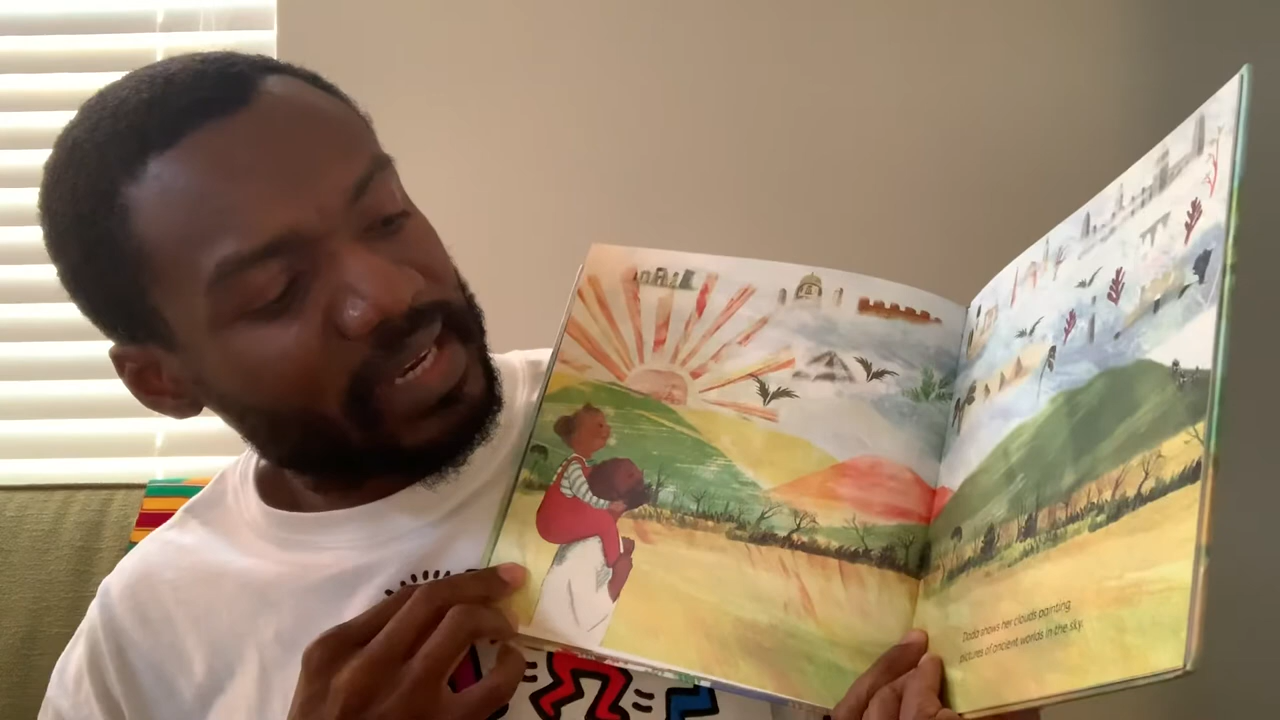 Dada shows her clouds painting
pictures of ancient worlds in the sky.